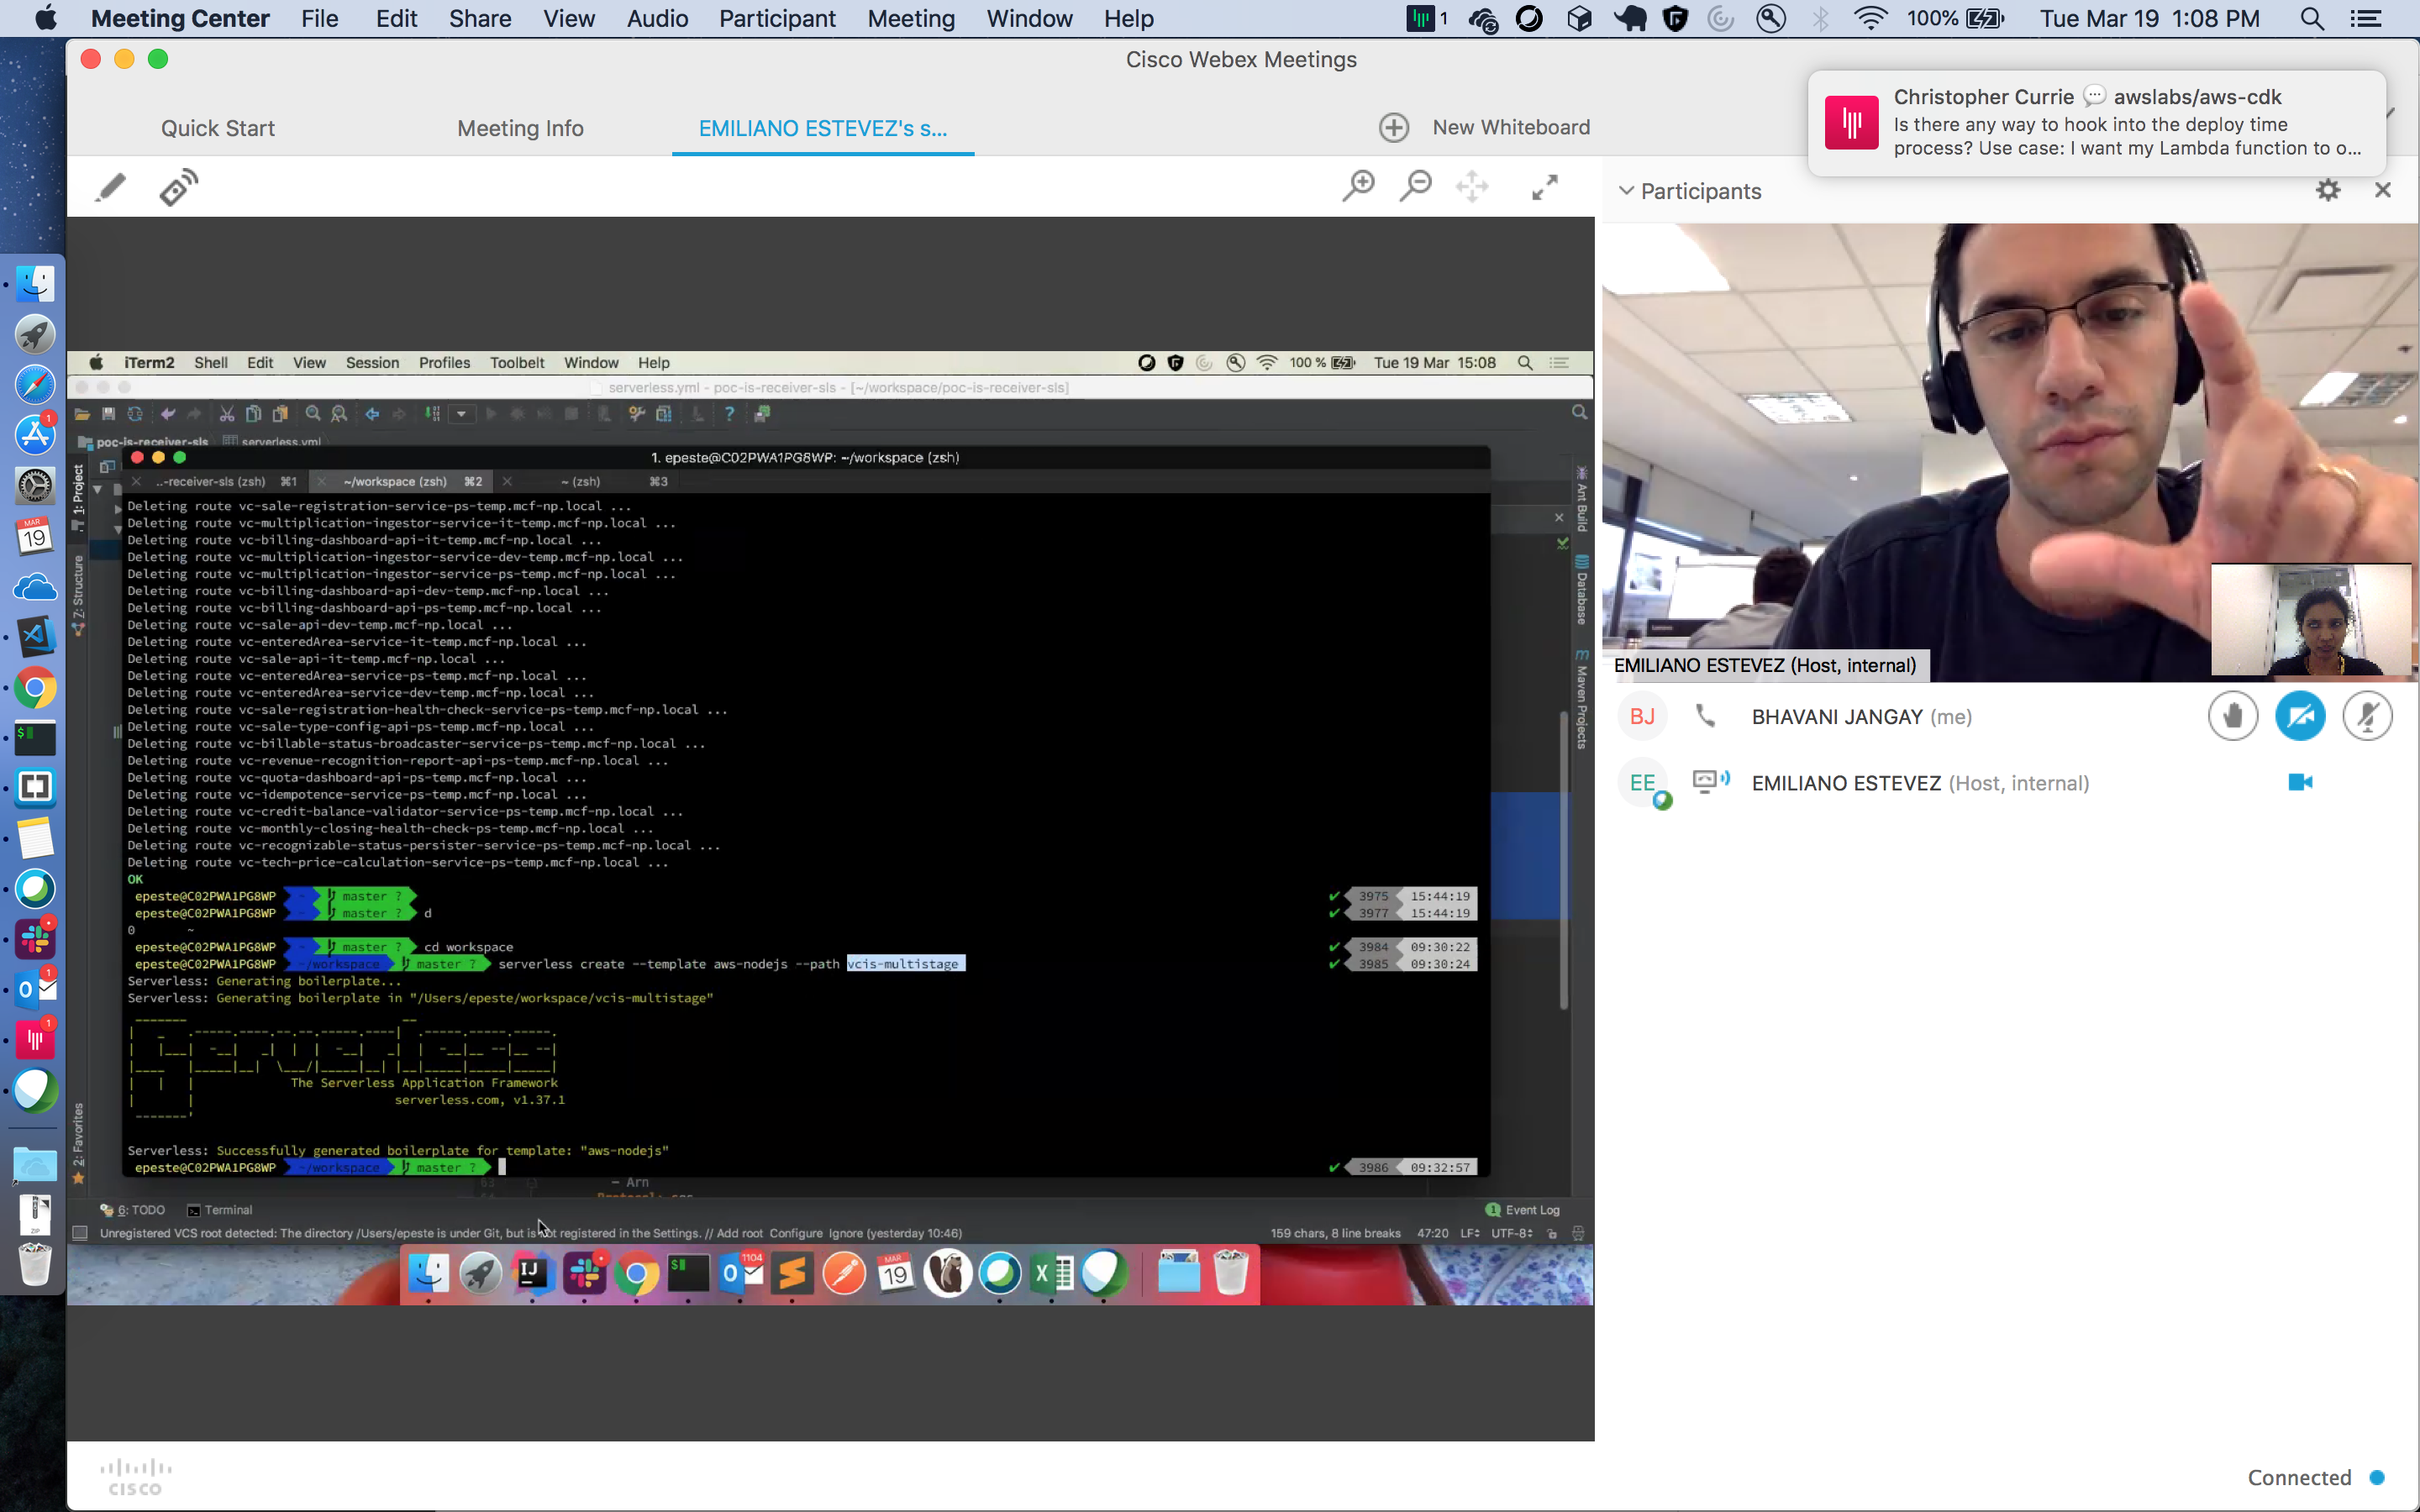 Meeting Center File Edit Share View Audio Participant Meeting Window Help 1 100% Tue Mar 19 1:08 PM
Cisco Webex Meetings
Quick Start Meeting Info EMILIANO ESTEVEZ's s... New Whiteboard
Christopher Currie awslabs/aws-cdk
Is there any way to hook into the deploy time
process? Use case: I want my Lambda function to o...
Participants
iTerm2 Shell Edit View Session Profiles Toolbelt Window Help 100 % Tue 19 Mar 15:08
serverless.yml - poc-is-receiver-sls - [~/workspace/poc-is-receiver-sls]
poc-is-receiver-sls serverless.yml
1. epeste@C02PWA1PG8WP: ~/workspace (zsh)
..-receiver-sls (zsh) ⌘1 ~/workspace (zsh) ⌘2 ~ (zsh) ⌘3
Deleting route vc-sale-registration-service-ps-temp.mcf-np.local ...
Deleting route vc-multiplication-ingestor-service-it-temp.mcf-np.local ...
Deleting route vc-billing-dashboard-api-it-temp.mcf-np.local ...
Deleting route vc-multiplication-ingestor-service-dev-temp.mcf-np.local ...
Deleting route vc-multiplication-ingestor-service-ps-temp.mcf-np.local ...
Deleting route vc-billing-dashboard-api-dev-temp.mcf-np.local ...
Deleting route vc-billing-dashboard-api-ps-temp.mcf-np.local ...
Deleting route vc-sale-api-dev-temp.mcf-np.local ...
Deleting route vc-enteredArea-service-it-temp.mcf-np.local ...
Deleting route vc-sale-api-it-temp.mcf-np.local ...
Deleting route vc-enteredArea-service-ps-temp.mcf-np.local ...
Deleting route vc-enteredArea-service-dev-temp.mcf-np.local ...
Deleting route vc-sale-registration-health-check-service-ps-temp.mcf-np.local ...
Deleting route vc-sale-type-config-api-ps-temp.mcf-np.local ...
Deleting route vc-billable-status-broadcaster-service-ps-temp.mcf-np.local ...
Deleting route vc-revenue-recognition-report-api-ps-temp.mcf-np.local ...
Deleting route vc-quota-dashboard-api-ps-temp.mcf-np.local ...
Deleting route vc-idempotence-service-ps-temp.mcf-np.local ...
Deleting route vc-credit-balance-validator-service-ps-temp.mcf-np.local ...
Deleting route vc-monthly-closing-health-check-ps-temp.mcf-np.local ...
Deleting route vc-recognizable-status-persister-service-ps-temp.mcf-np.local ...
Deleting route vc-tech-price-calculation-service-ps-temp.mcf-np.local ...
OK
epeste@C02PWA1PG8WP ~ master ? ✔ 3975 15:44:19
epeste@C02PWA1PG8WP ~ master ? d ✔ 3977 15:44:19
0 ~
epeste@C02PWA1PG8WP ~ master ? cd workspace ✔ 3984 09:30:22
epeste@C02PWA1PG8WP ~/workspace master ? serverless create --template aws-nodejs --path vcis-multistage ✔ 3985 09:30:24
Serverless: Generating boilerplate...
Serverless: Generating boilerplate in "/Users/epeste/workspace/vcis-multistage"
The Serverless Application Framework
serverless.com, v1.37.1
Serverless: Successfully generated boilerplate for template: "aws-nodejs"
epeste@C02PWA1PG8WP ~/workspace master ? ✔ 3986 09:32:57
63 - Arn
1: Project
Z: Structure
2: Favorites
Ant Build
Database
Maven Projects
6: TODO Terminal 1 Event Log
Unregistered VCS root detected: The directory /Users/epeste is under Git, but is not registered in the Settings. // Add root Configure Ignore (yesterday 10:46) 159 chars, 8 line breaks 47:20 LF UTF-8
1104
MAR
19
EMILIANO ESTEVEZ (Host, internal)
BJ BHAVANI JANGAY (me)
EE EMILIANO ESTEVEZ (Host, internal)
CISCO
Connected